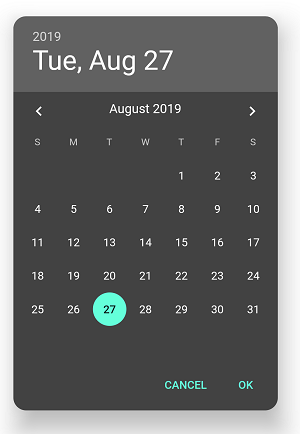 2019
Tue, Aug 27
August 2019
S M T W T F S
1 2 3
4 5 6 7 8 9 10
11 12 13 14 15 16 17
18 19 20 21 22 23 24
25 26 27 28 29 30 31
CANCEL OK